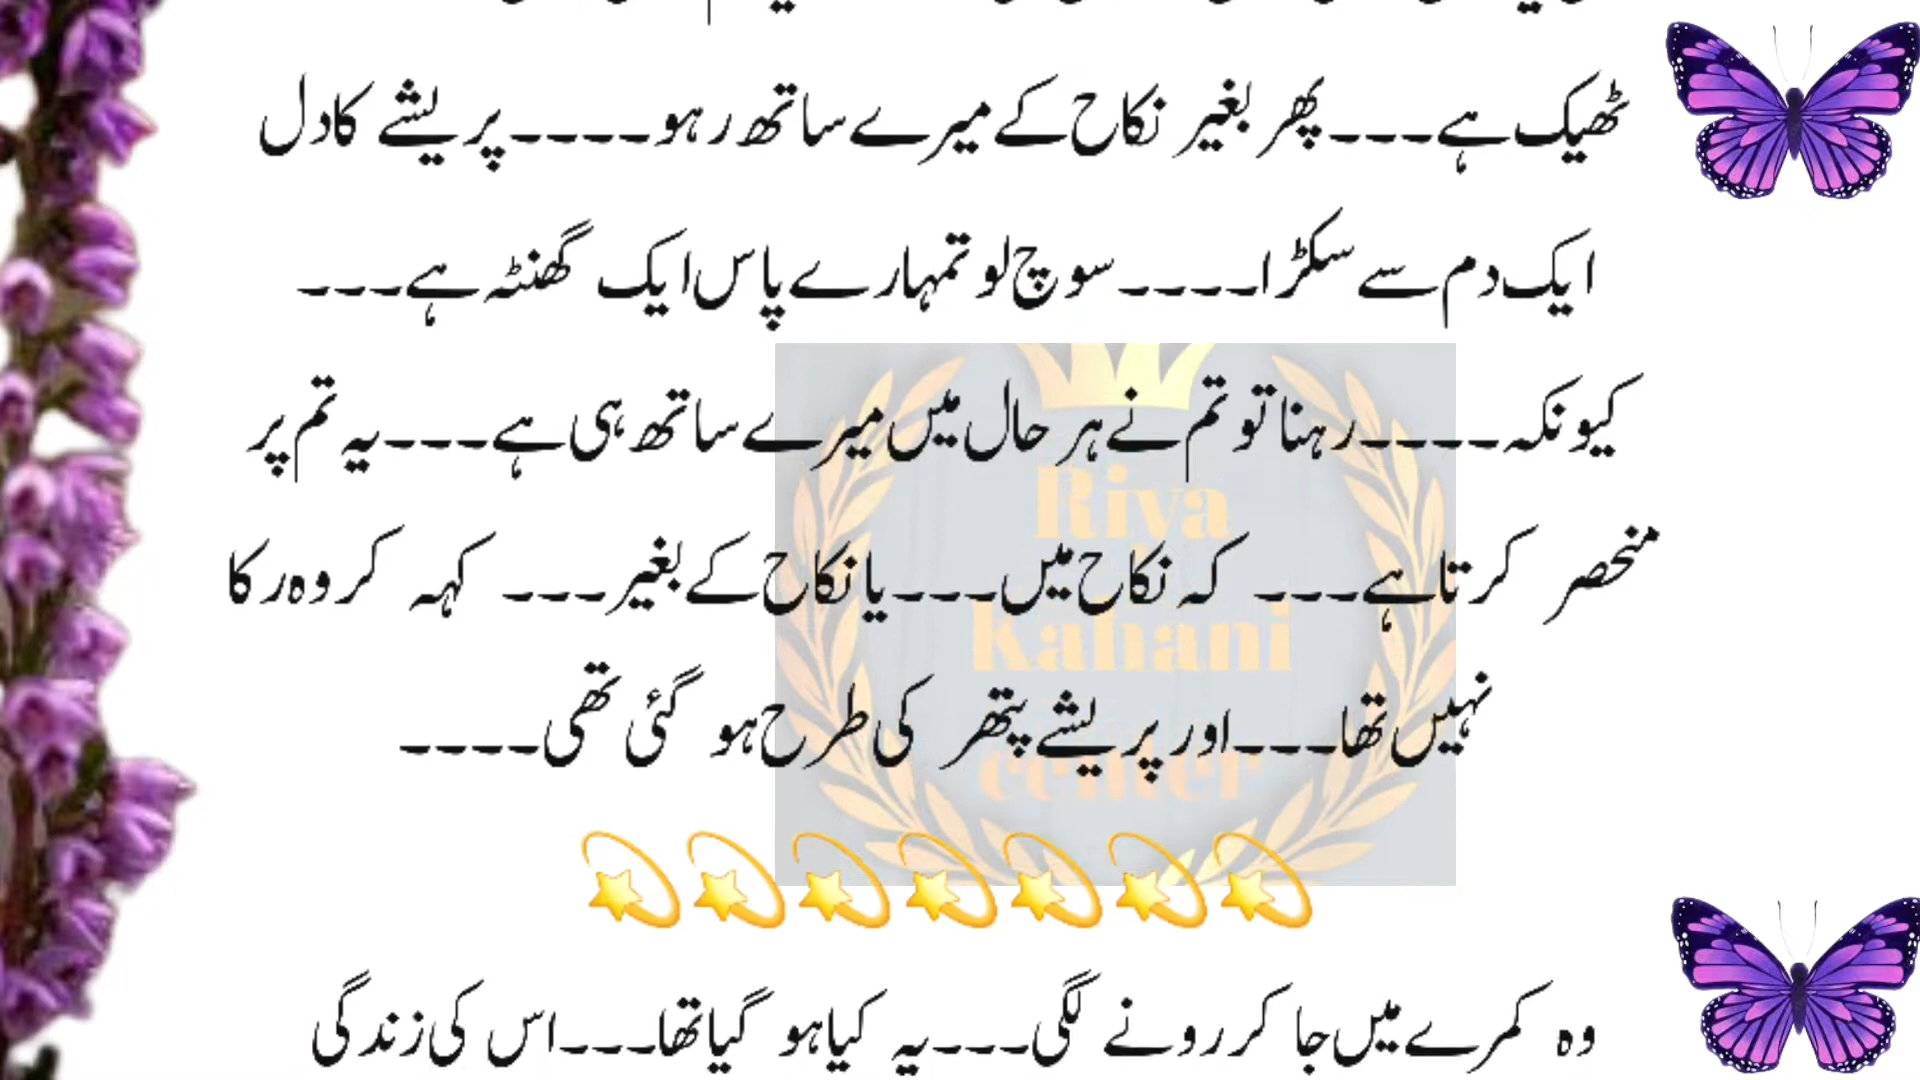 ٹھیک ہے۔۔۔پھر بغیر نکاح کے میرے ساتھ رہو۔۔۔۔پریشے کا دل
ایک دم سے سکڑا۔۔۔۔سوچ لو تمہارے پاس ایک گھنٹہ ہے۔۔۔
کیونکہ۔۔۔۔رہنا تو تم نے ہر حال میں میرے ساتھ ہی ہے۔۔۔یہ تم پر
منحصر کرتا ہے۔۔۔ کہ نکاح میں۔۔۔یا نکاح کے بغیر۔۔۔ کہہ کر وہ رکا
نہیں تھا۔۔۔اور پریشے پتھر کی طرح ہو گئی تھی۔۔۔۔
وہ کمرے میں جا کر رونے لگی۔۔۔یہ کیا ہو گیا تھا۔۔۔اس کی زندگی
Riya
Kahani
center